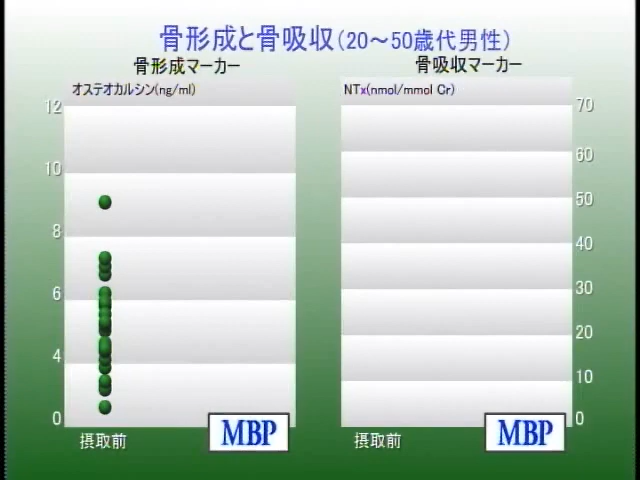 骨形成と骨吸収(20～50歳代男性)
骨形成マーカー
オステオカルシン(ng/ml)
12
10
8
6
4
0
摂取前
MBP
骨吸収マーカー
NTx(nmol/mmol Cr)
70
60
50
40
30
20
10
0
摂取前
MBP